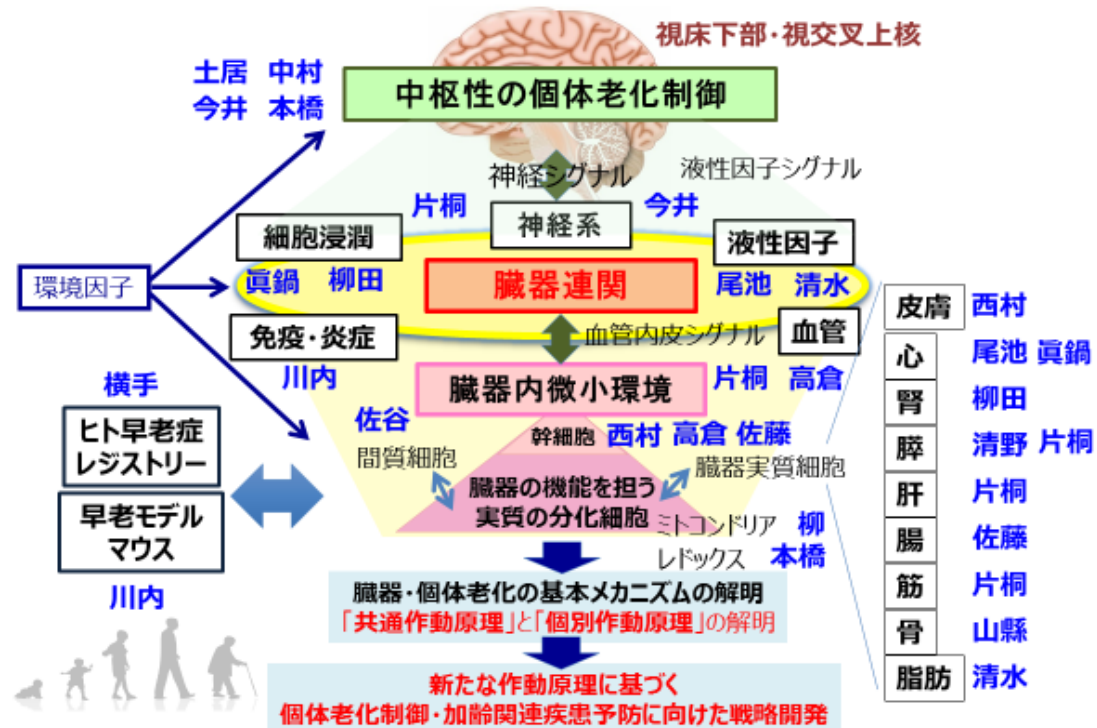 視床下部・視交叉上核
土居 中村
今井 本橋
中枢性の個体老化制御
神経シグナル
液性因子シグナル
片桐
神経系
今井
細胞浸潤
液性因子
環境因子
眞鍋 柳田
臓器連関
尾池 清水
免疫・炎症
血管内皮シグナル
血管
川内
臓器内微小環境
片桐 高倉
横手
ヒト早老症
レジストリー
早老モデル
マウス
川内
佐谷
間質細胞
幹細胞
西村 高倉 佐藤
臓器実質細胞
臓器の機能を担う
実質の分化細胞
ミトコンドリア 柳
レドックス 本橋
臓器・個体老化の基本メカニズムの解明
「共通作動原理」と「個別作動原理」の解明
新たな作動原理に基づく
個体老化制御・加齢関連疾患予防に向けた戦略開発
皮膚 西村
心 尾池 眞鍋
腎 柳田
膵 清野 片桐
肝 片桐
腸 佐藤
筋 片桐
骨 山縣
脂肪 清水